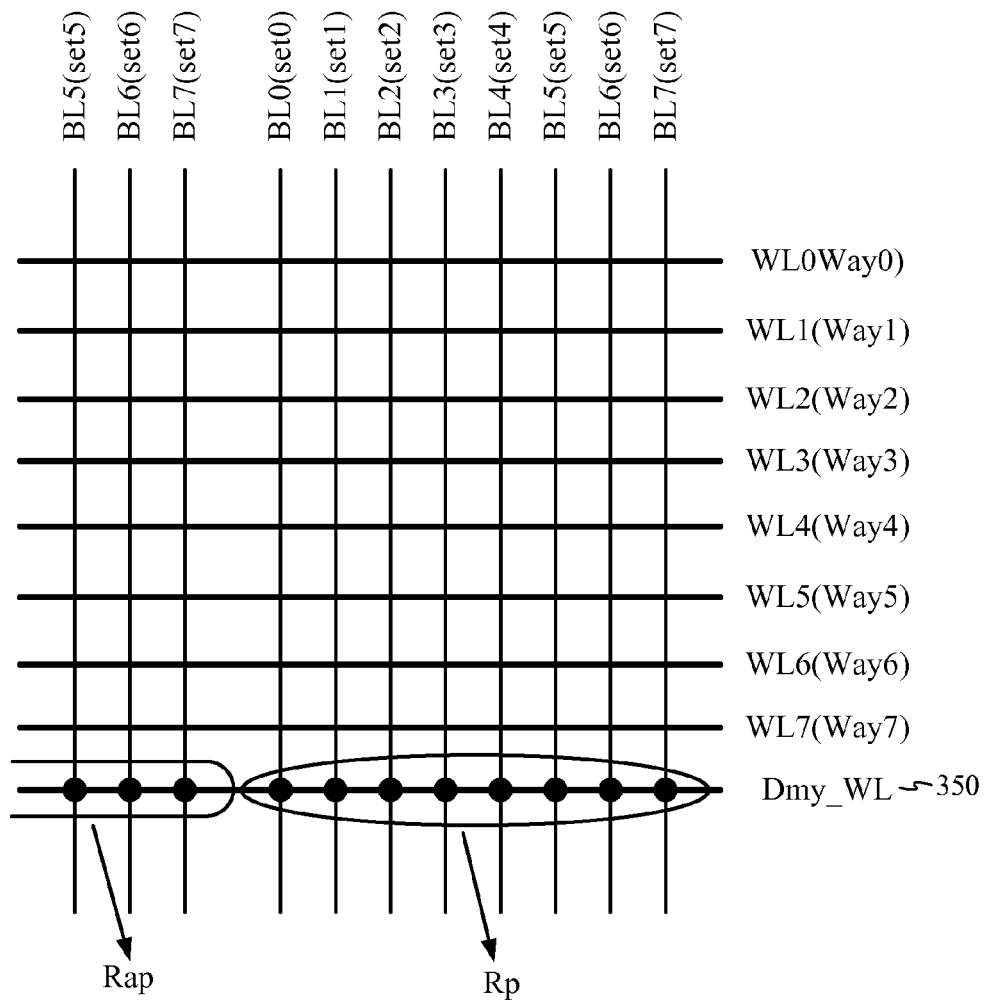 BL5(set5)
BL6(set6)
BL7(set7)
BL0(set0)
BL1(set1)
BL2(set2)
BL3(set3)
BL4(set4)
BL5(set5)
BL6(set6)
BL7(set7)
WL0Way0)
WL1(Way1)
WL2(Way2)
WL3(Way3)
WL4(Way4)
WL5(Way5)
WL6(Way6)
WL7(Way7)
Dmy_WL 350
Rap
Rp